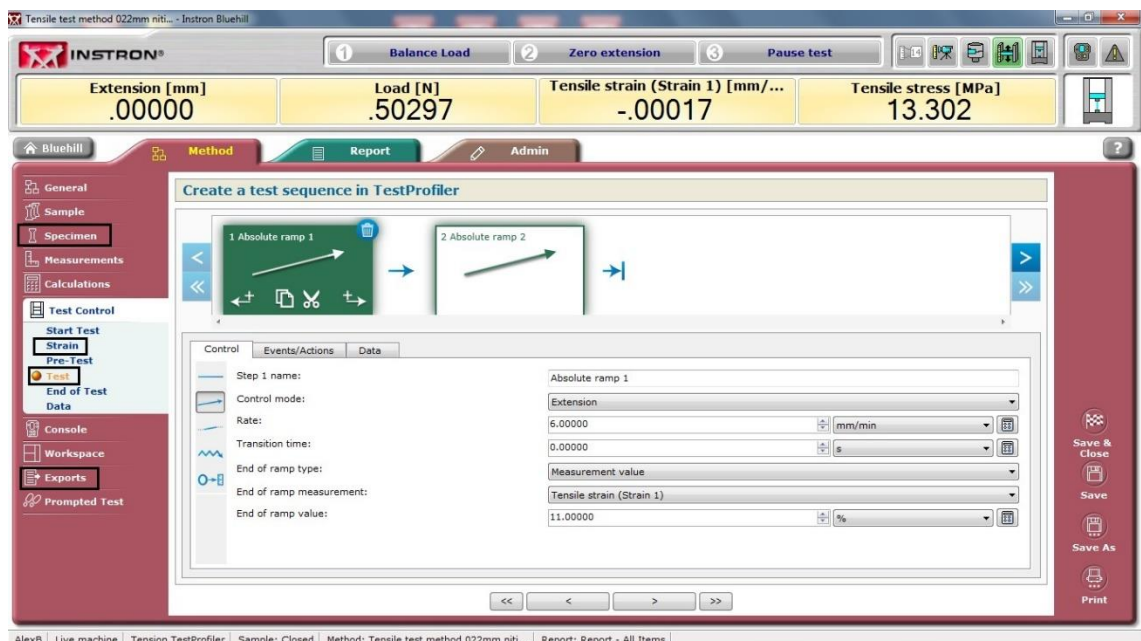 Tensile test method 022mm niti... - Instron Bluehill
INSTRON®
1 Balance Load
2 Zero extension
3 Pause test
Extension [mm]
.00000
Load [N]
.50297
Tensile strain (Strain 1) [mm/...
-.00017
Tensile stress [MPa]
13.302
Bluehill
Method
Report
Admin
?
General
Sample
Specimen
Measurements
Calculations
Test Control
Start Test
Strain
Pre-Test
Test
End of Test
Data
Console
Workspace
Exports
Prompted Test
Create a test sequence in TestProfiler
1 Absolute ramp 1
2 Absolute ramp 2
Control Events/Actions Data
Step 1 name: Absolute ramp 1
Control mode: Extension
Rate: 6.00000 mm/min
Transition time: 0.00000 s
End of ramp type: Measurement value
End of ramp measurement: Tensile strain (Strain 1)
End of ramp value: 11.00000 %
<< < > >>
Save &
Close
Save
Save As
Print
AlexB Live machine Tension TestProfiler Sample: Closed Method: Tensile test method 022mm niti... Report: Report - All Items